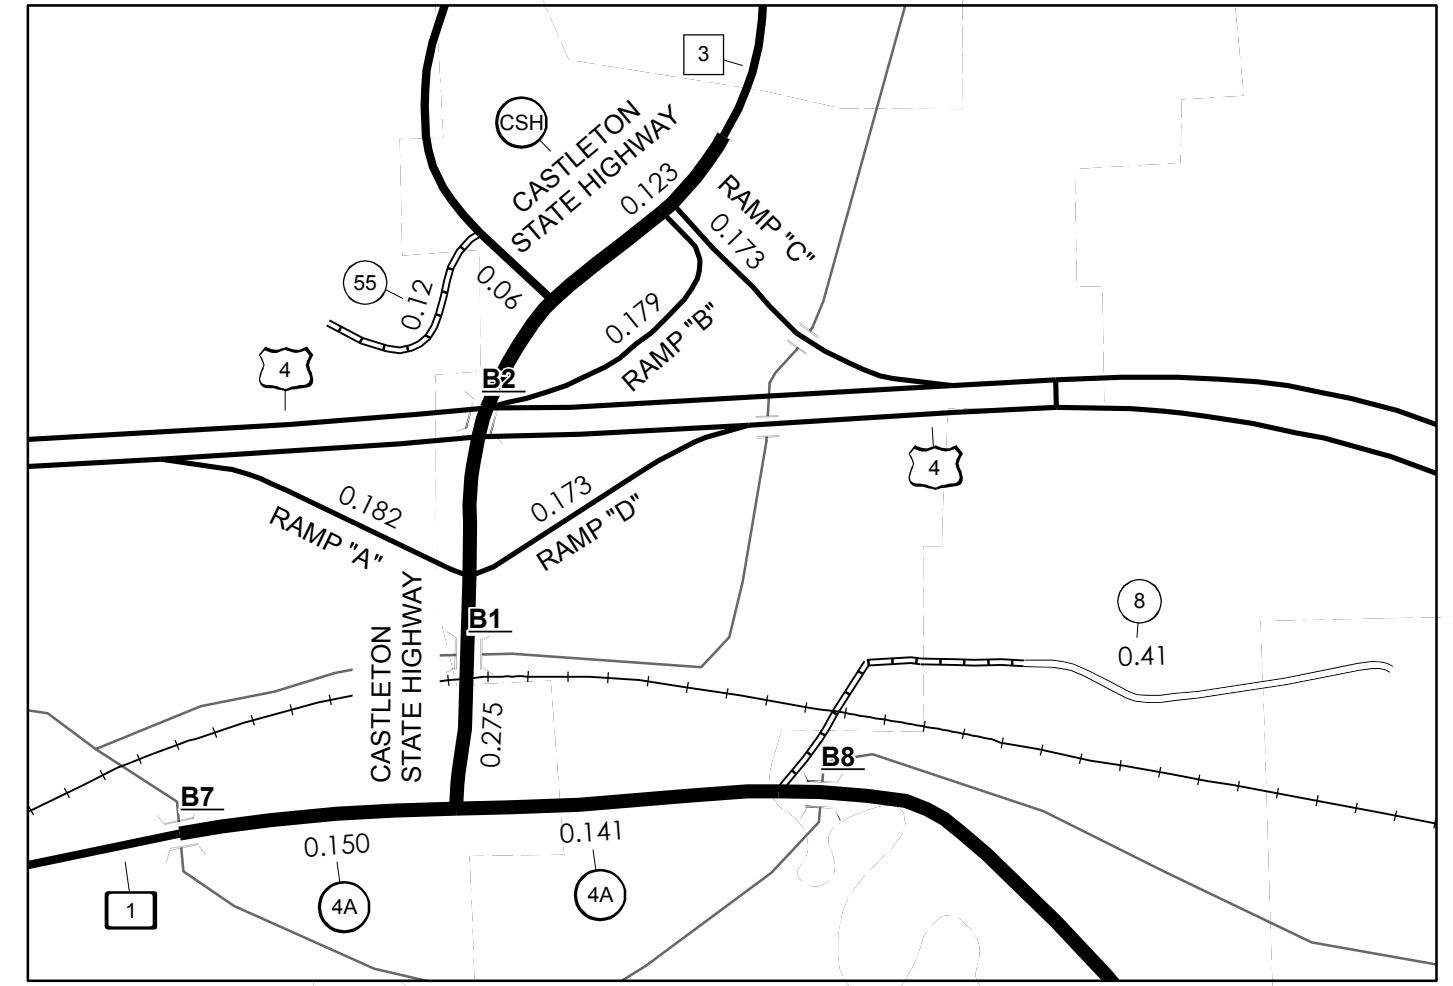 3
CSH
CASTLETON
STATE HIGHWAY
0.123
RAMP "C"
0.173
55
0.12
0.06
0.179
RAMP "B"
4
B2
4
0.182
RAMP "A"
0.173
RAMP "D"
8
0.41
B1
CASTLETON
STATE HIGHWAY
0.275
B8
B7
0.150
0.141
4A
4A
1